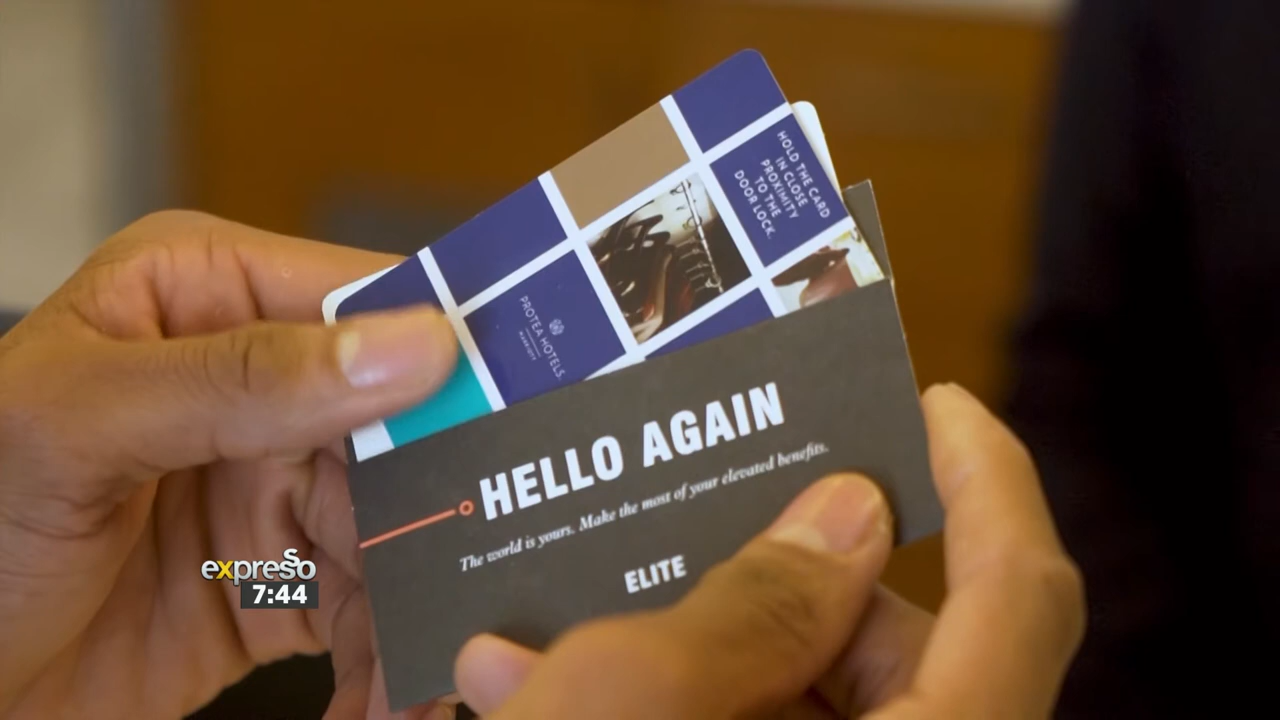 HOLD THE CARD
IN CLOSE
PROXIMITY
TO THE
DOOR LOCK.
PROTEA HOTELS.
MARRIOTT
HELLO AGAIN
The world is yours. Make the most of your elevated benefits.
ELITE
expresso
7:44